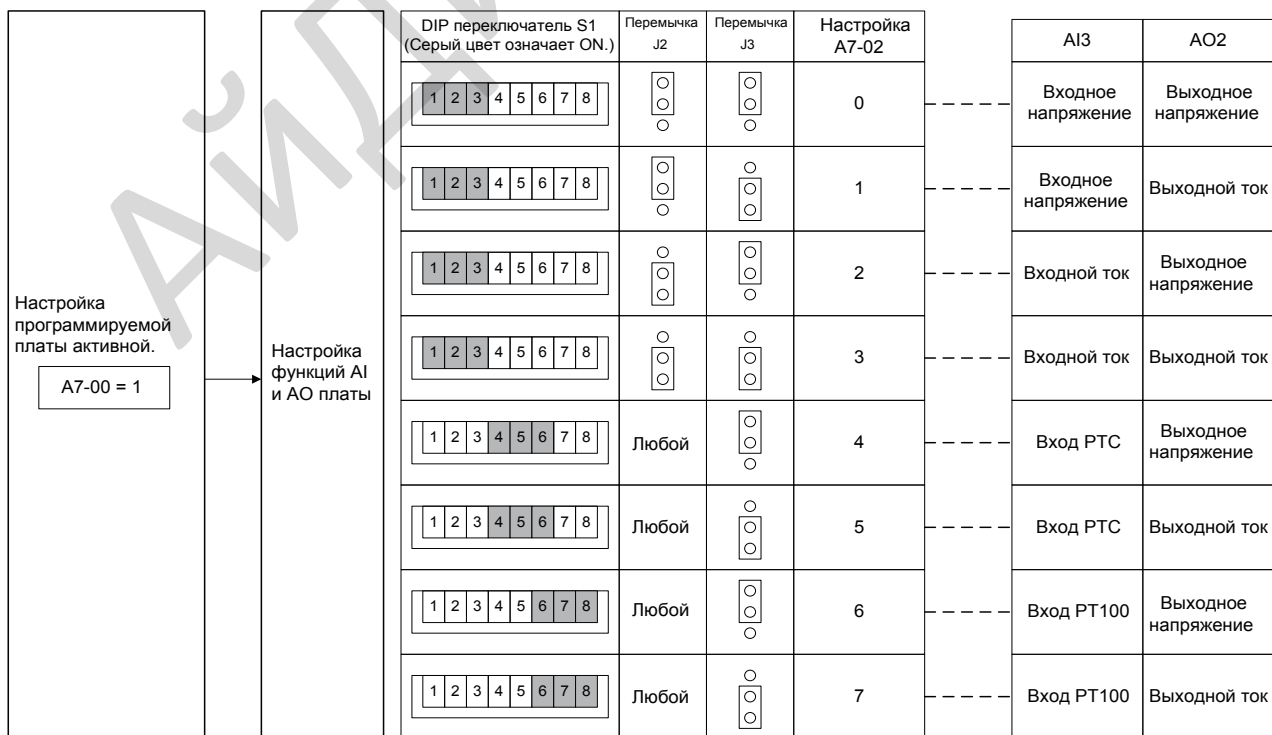 DIP переключатель S1
(Серый цвет означает ON.)
Перемычка
J2
Перемычка
J3
Настройка
A7-02
AI3
AO2
1 2 3 4 5 6 7 8
0
Входное
напряжение
Выходное
напряжение
1 2 3 4 5 6 7 8
1
Входное
напряжение
Выходной ток
1 2 3 4 5 6 7 8
2
Входной ток
Выходное
напряжение
1 2 3 4 5 6 7 8
3
Входной ток
Выходной ток
1 2 3 4 5 6 7 8
Любой
4
Вход PTC
Выходное
напряжение
1 2 3 4 5 6 7 8
Любой
5
Вход PTC
Выходной ток
1 2 3 4 5 6 7 8
Любой
6
Вход PT100
Выходное
напряжение
1 2 3 4 5 6 7 8
Любой
7
Вход PT100
Выходной ток
Настройка
программируемой
платы активной.
A7-00 = 1
Настройка
функций AI
и AO платы